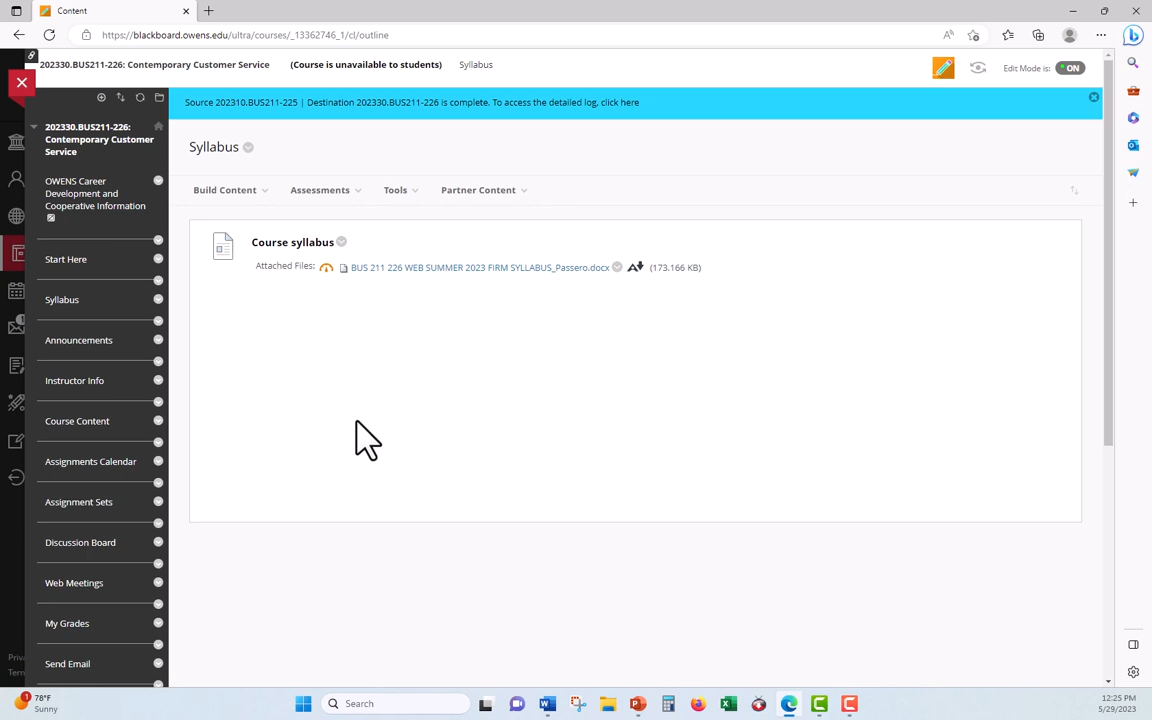 Content
https://blackboard.owens.edu/ultra/courses/_13362746_1/cl/outline
202330.BUS211-226: Contemporary Customer Service
(Course is unavailable to students)
Syllabus
Edit Mode is:
ON
Source 202310.BUS211-225 | Destination 202330.BUS211-226 is complete. To access the detailed log, click here
202330.BUS211-226:
Contemporary Customer
Service
OWENS Career
Development and
Cooperative Information
Start Here
Syllabus
Announcements
Instructor Info
Course Content
Assignments Calendar
Assignment Sets
Discussion Board
Web Meetings
My Grades
Send Email
Syllabus
Build Content
Assessments
Tools
Partner Content
Course syllabus
Attached Files:
BUS 211 226 WEB SUMMER 2023 FIRM SYLLABUS_Passero.docx
(173.166 KB)
Priva
Term
1
78°F
Sunny
Search
12:25 PM
5/29/2023